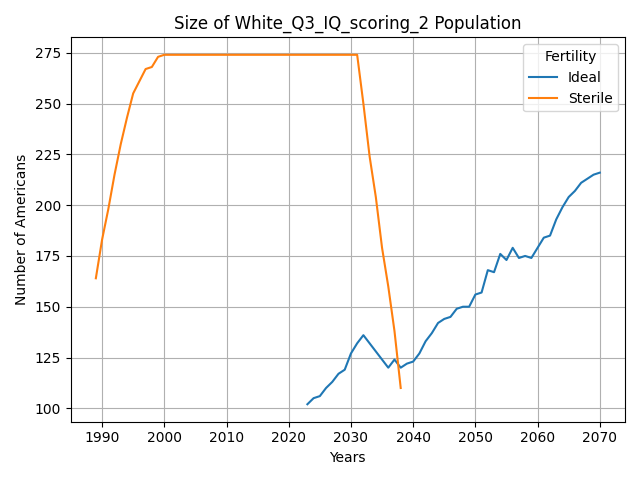 Size of White_Q3_IQ_scoring_2 Population
Number of Americans
275
250
225
200
175
150
125
100
Fertility
Ideal
Sterile
1990 2000 2010 2020 2030 2040 2050 2060 2070
Years